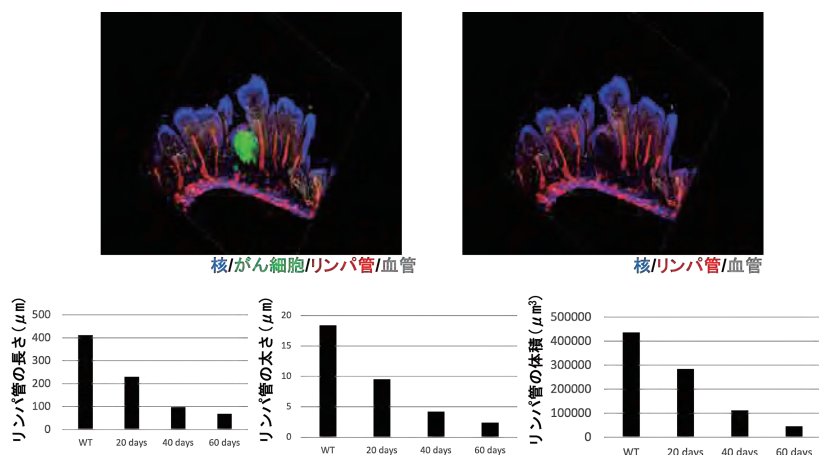 核/がん細胞/リンパ管/血管
核/リンパ管/血管
リンパ管の長さ(μm)
500
400
300
200
100
0
WT 20 days 40 days 60 days
リンパ管の太さ(μm)
20
15
10
5
0
WT 20 days 40 days 60 days
リンパ管の体積(μm³)
500000
400000
300000
200000
100000
0
WT 20 days 40 days 60 days